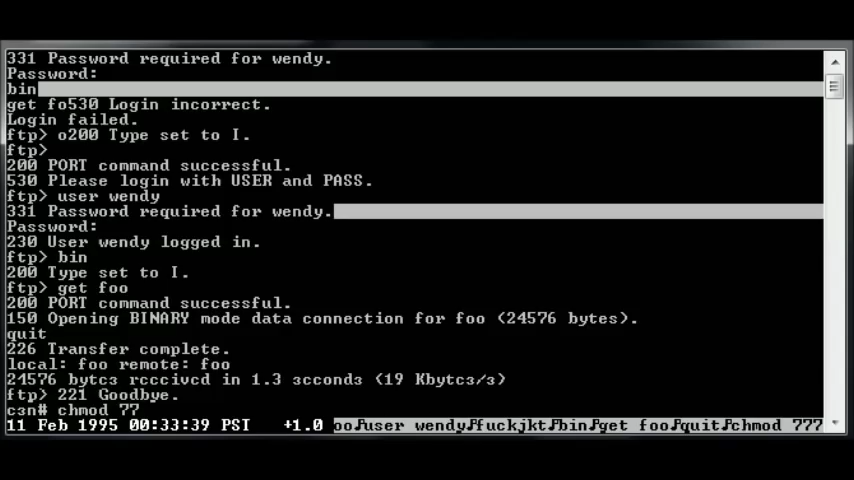 331 Password required for wendy.
Password:
bin
get fo530 Login incorrect.
Login failed.
ftp> o200 Type set to I.
ftp>
200 PORT command successful.
530 Please login with USER and PASS.
ftp> user wendy
331 Password required for wendy.
Password:
230 User wendy logged in.
ftp> bin
200 Type set to I.
ftp> get foo
200 PORT command successful.
150 Opening BINARY mode data connection for foo (24576 bytes).
quit
226 Transfer complete.
local: foo remote: foo
24576 bytes received in 1.3 seconds (19 Kbytes/s)
ftp> 221 Goodbye.
csn# chmod 77
11 Feb 1995 00:33:39 PST +1.0 oo♪user wendy♪fuckjkt♪bin♪get foo♪quit♪chmod 777